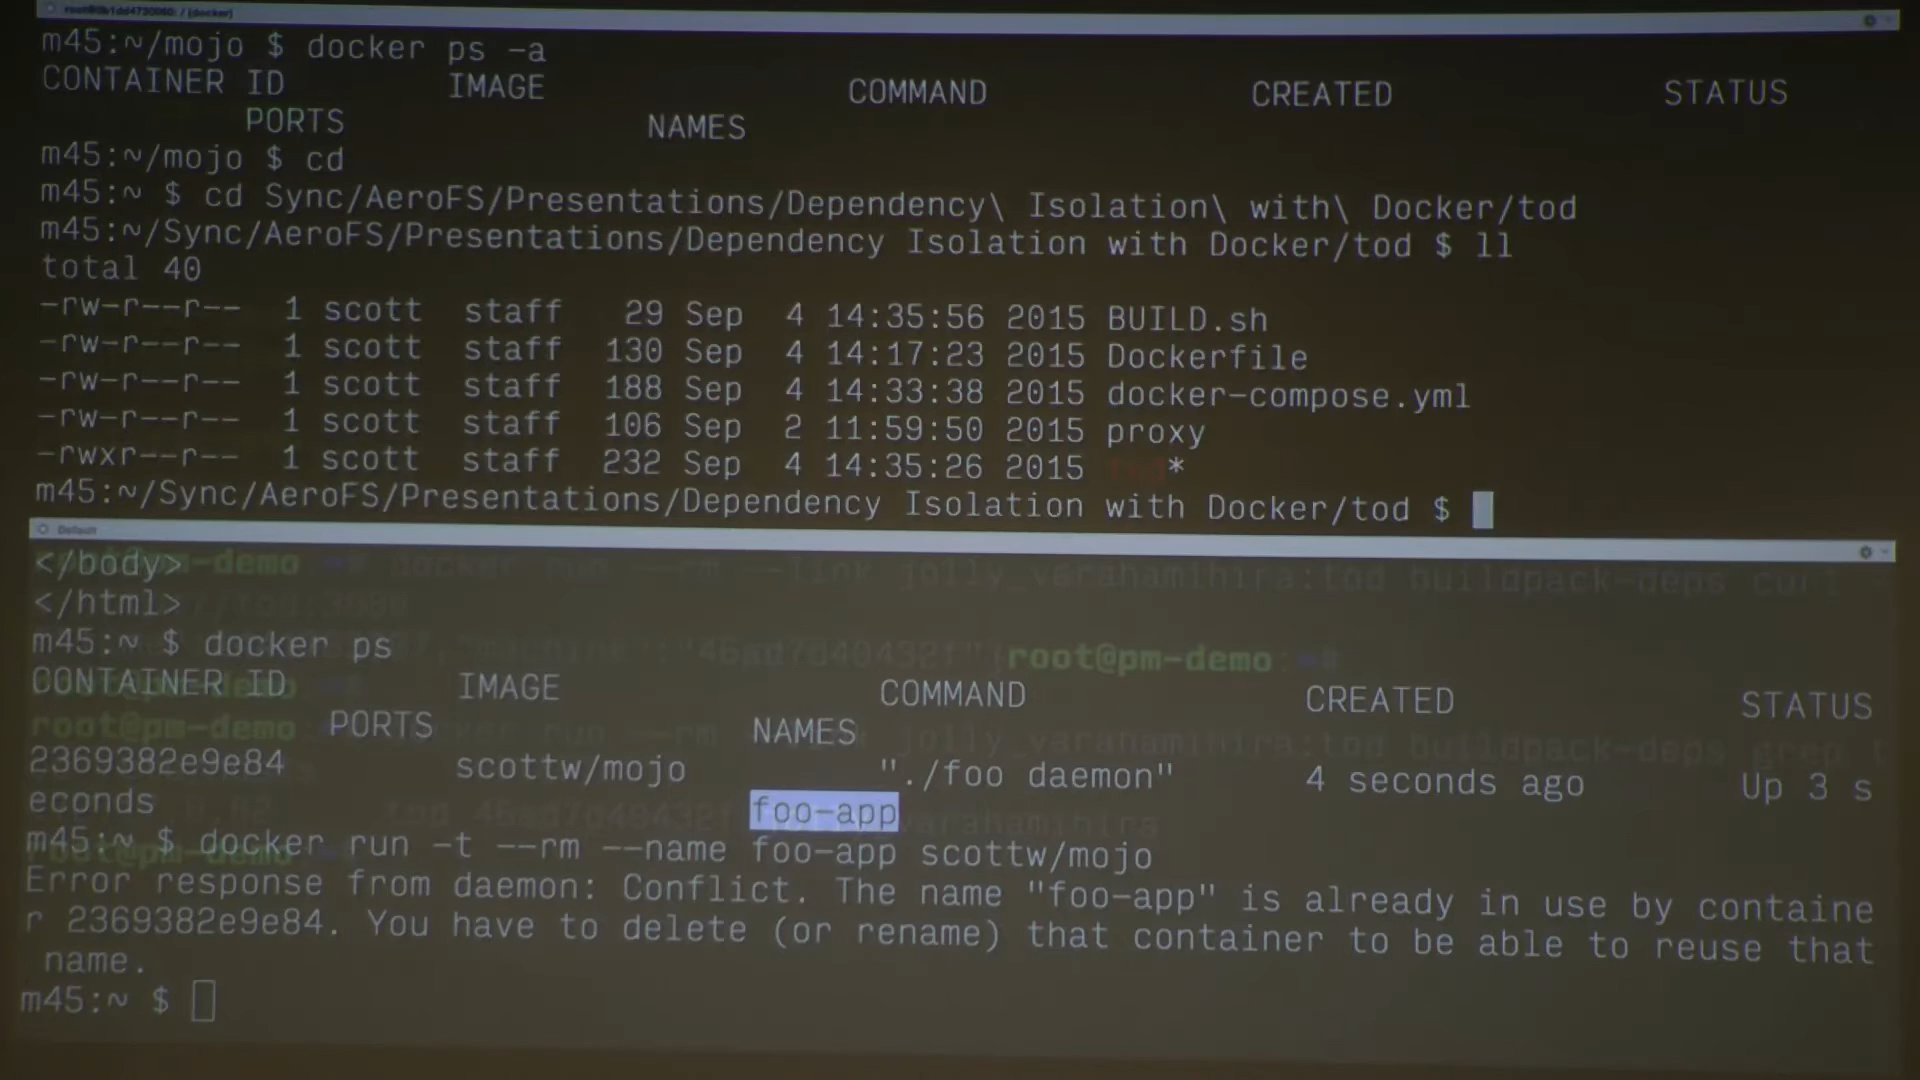 m45:~/mojo $ docker ps -a
CONTAINER ID IMAGE COMMAND CREATED STATUS
PORTS NAMES
m45:~/mojo $ cd
m45:~ $ cd Sync/AeroFS/Presentations/Dependency\ Isolation\ with\ Docker/tod
m45:~/Sync/AeroFS/Presentations/Dependency Isolation with Docker/tod $ ll
total 40
-rw-r--r-- 1 scott staff 29 Sep 4 14:35:56 2015 BUILD.sh
-rw-r--r-- 1 scott staff 130 Sep 4 14:17:23 2015 Dockerfile
-rw-r--r-- 1 scott staff 188 Sep 4 14:33:38 2015 docker-compose.yml
-rw-r--r-- 1 scott staff 106 Sep 2 11:59:50 2015 proxy
-rwxr--r-- 1 scott staff 232 Sep 4 14:35:26 2015 *
m45:~/Sync/AeroFS/Presentations/Dependency Isolation with Docker/tod $
Default
</body>
</html>
m45:~ $ docker ps
root@pm-demo
CONTAINER ID IMAGE COMMAND CREATED STATUS
PORTS NAMES
2369382e9e84 scottw/mojo "./foo daemon" 4 seconds ago Up 3 s
econds foo-app
m45:~ $ docker run -t --rm --name foo-app scottw/mojo
Error response from daemon: Conflict. The name "foo-app" is already in use by containe
r 2369382e9e84. You have to delete (or rename) that container to be able to reuse that
name.
m45:~ $